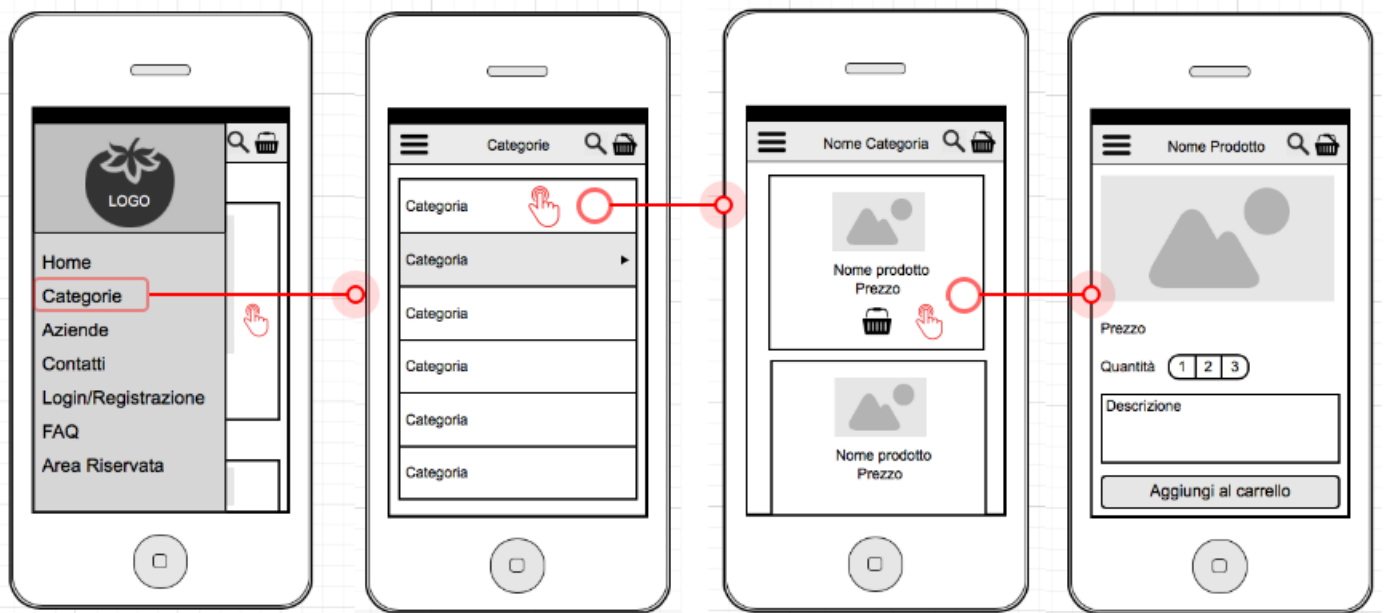 LOGO
Home
Categorie
Aziende
Contatti
Login/Registrazione
FAQ
Area Riservata
Categorie
Categoria
Categoria
Categoria
Categoria
Categoria
Categoria
Nome Categoria
Nome prodotto
Prezzo
Nome prodotto
Prezzo
Nome Prodotto
Prezzo
Quantità 1 2 3
Descrizione
Aggiungi al carrello